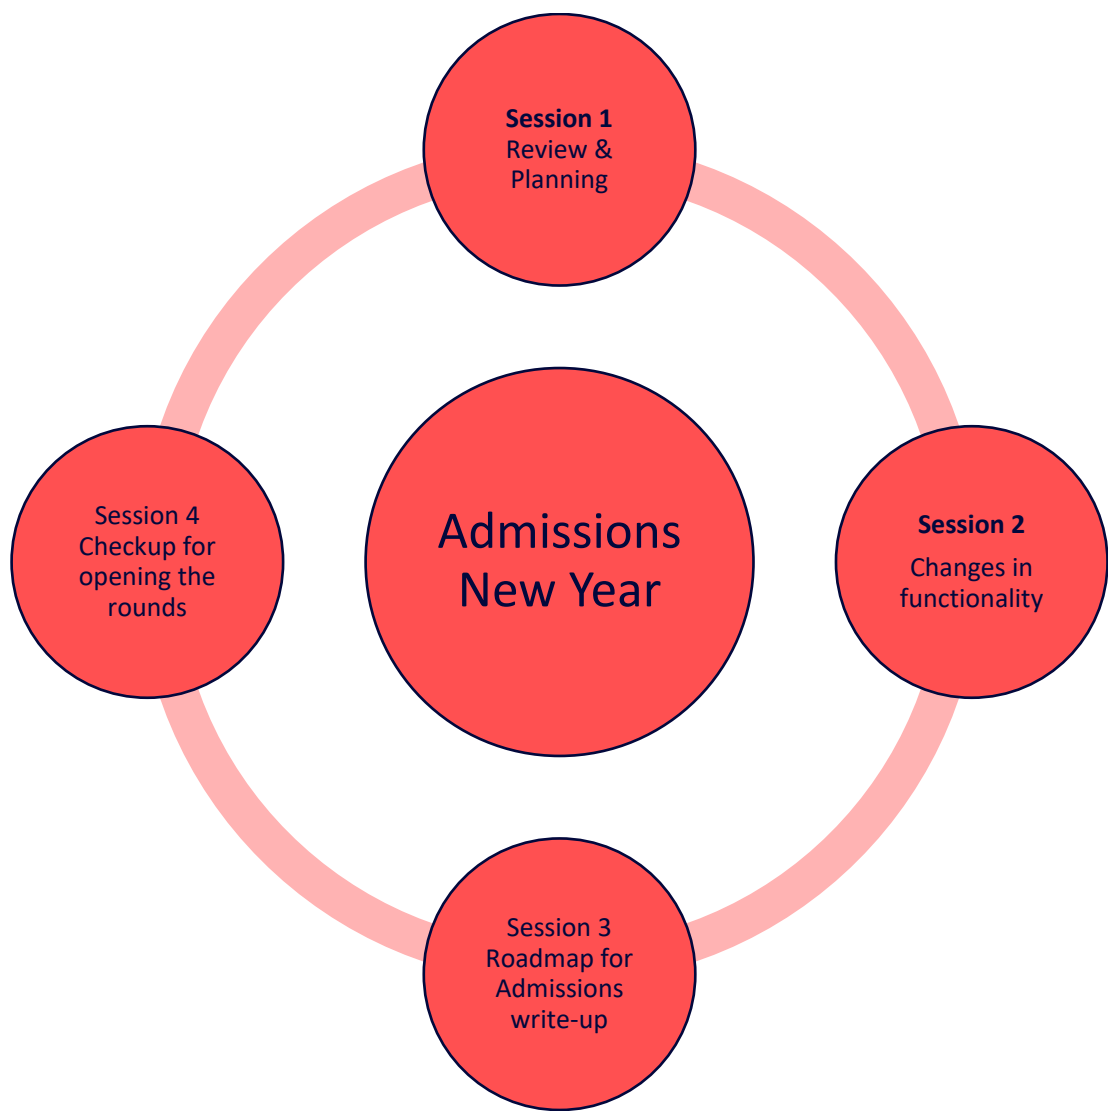 Session 1
Review &
Planning
Session 4
Checkup for
opening the
rounds
Admissions
New Year
Session 2
Changes in
functionality
Session 3
Roadmap for
Admissions
write-up